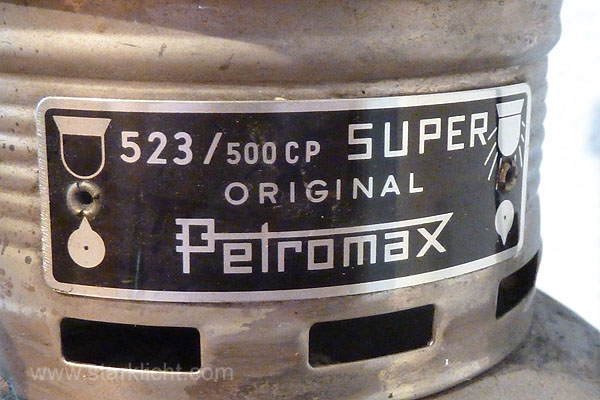 523/500 CP SUPER
ORIGINAL
Petromax
www.starklicht.com